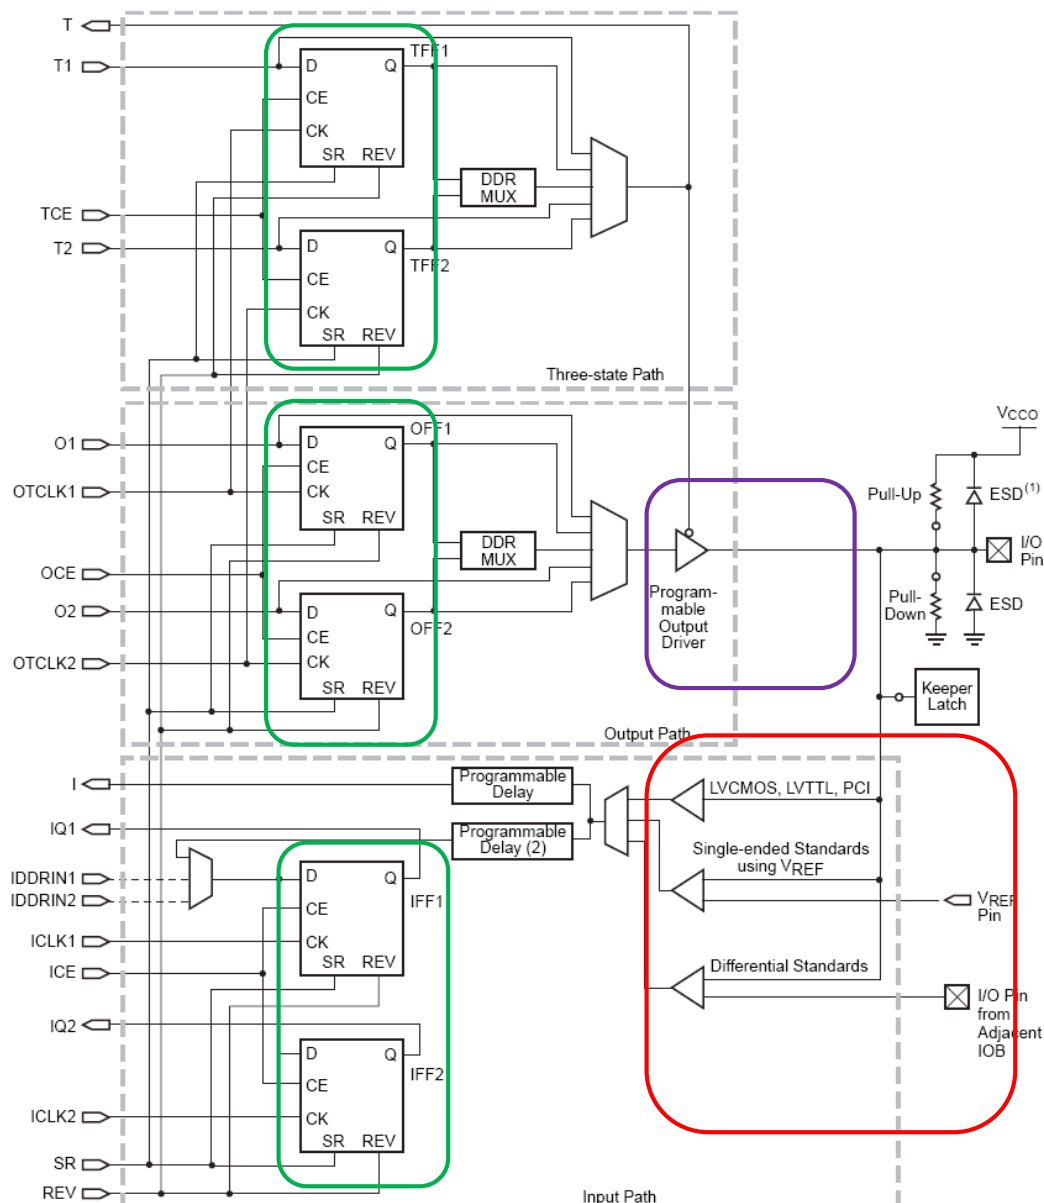 T
T1
TFF1
D
Q
CE
CK
SR REV
DDR
MUX
TCE
T2
D
Q
TFF2
CE
CK
SR REV
Three-state Path
O1
OFF1
D
Q
CE
OTCLK1
CK
SR REV
DDR
MUX
OCE
O2
D
Q
OFF2
CE
OTCLK2
CK
SR REV
Program-
mable
Output
Driver
VCCO
Pull-Up
ESD(1)
I/O
Pin
Pull-
Down
ESD
Keeper
Latch
Output Path
I
Programmable
Delay
LVCMOS, LVTTL, PCI
IQ1
Programmable
Delay (2)
Single-ended Standards
using VREF
IDDRIN1
IDDRIN2
D
Q
IFF1
CE
VREF
Pin
ICLK1
CK
ICE
SR REV
Differential Standards
I/O Pin
from
Adjacent
IOB
IQ2
D
Q
IFF2
CE
ICLK2
CK
SR REV
SR
REV
Input Path